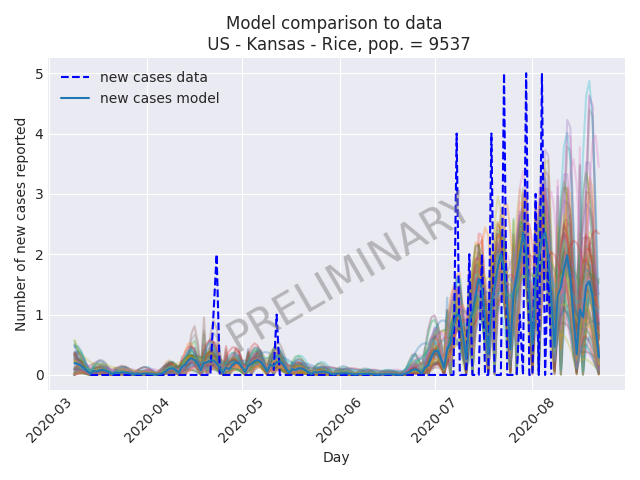 Model comparison to data
US - Kansas - Rice, pop. = 9537
new cases data
new cases model
Number of new cases reported
5
4
3
2
1
0
PRELIMINARY
2020-03
2020-04
2020-05
2020-06
2020-07
2020-08
Day